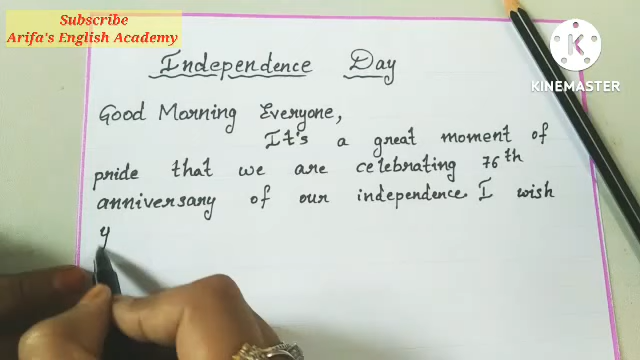 Subscribe
Arifa's English Academy
KINEMASTER
Independence Day
Good Morning Everyone,
It's a great moment of
pride that we are celebrating 76th
anniversary of our independence I wish
y